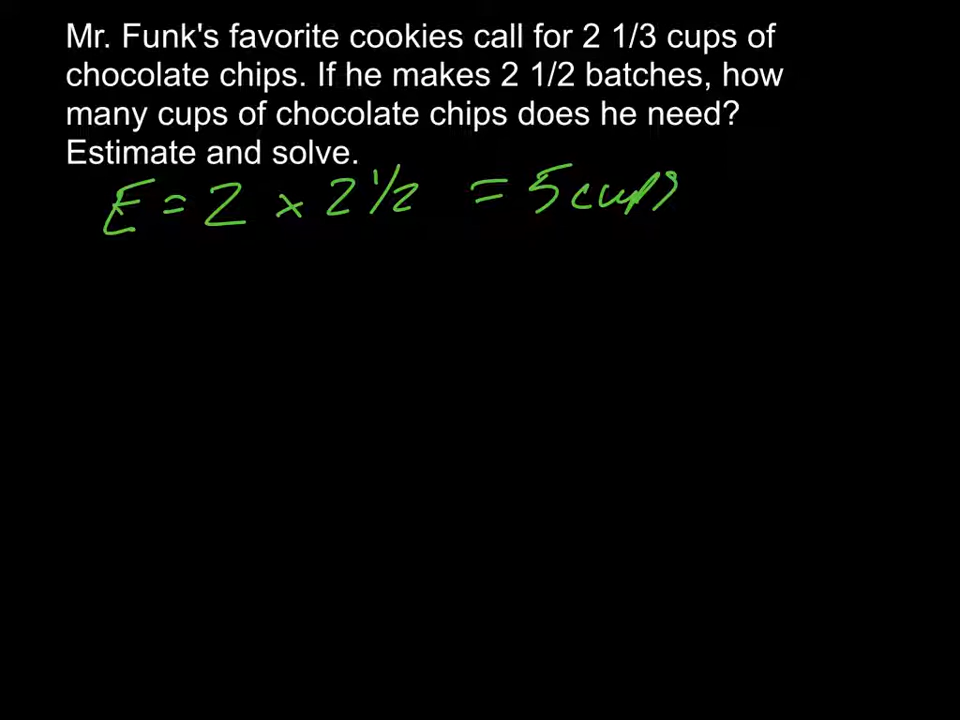 Mr. Funk's favorite cookies call for 2 1/3 cups of
chocolate chips. If he makes 2 1/2 batches, how
many cups of chocolate chips does he need?
Estimate and solve.
E = 2 × 2 1/2 = 5 cups